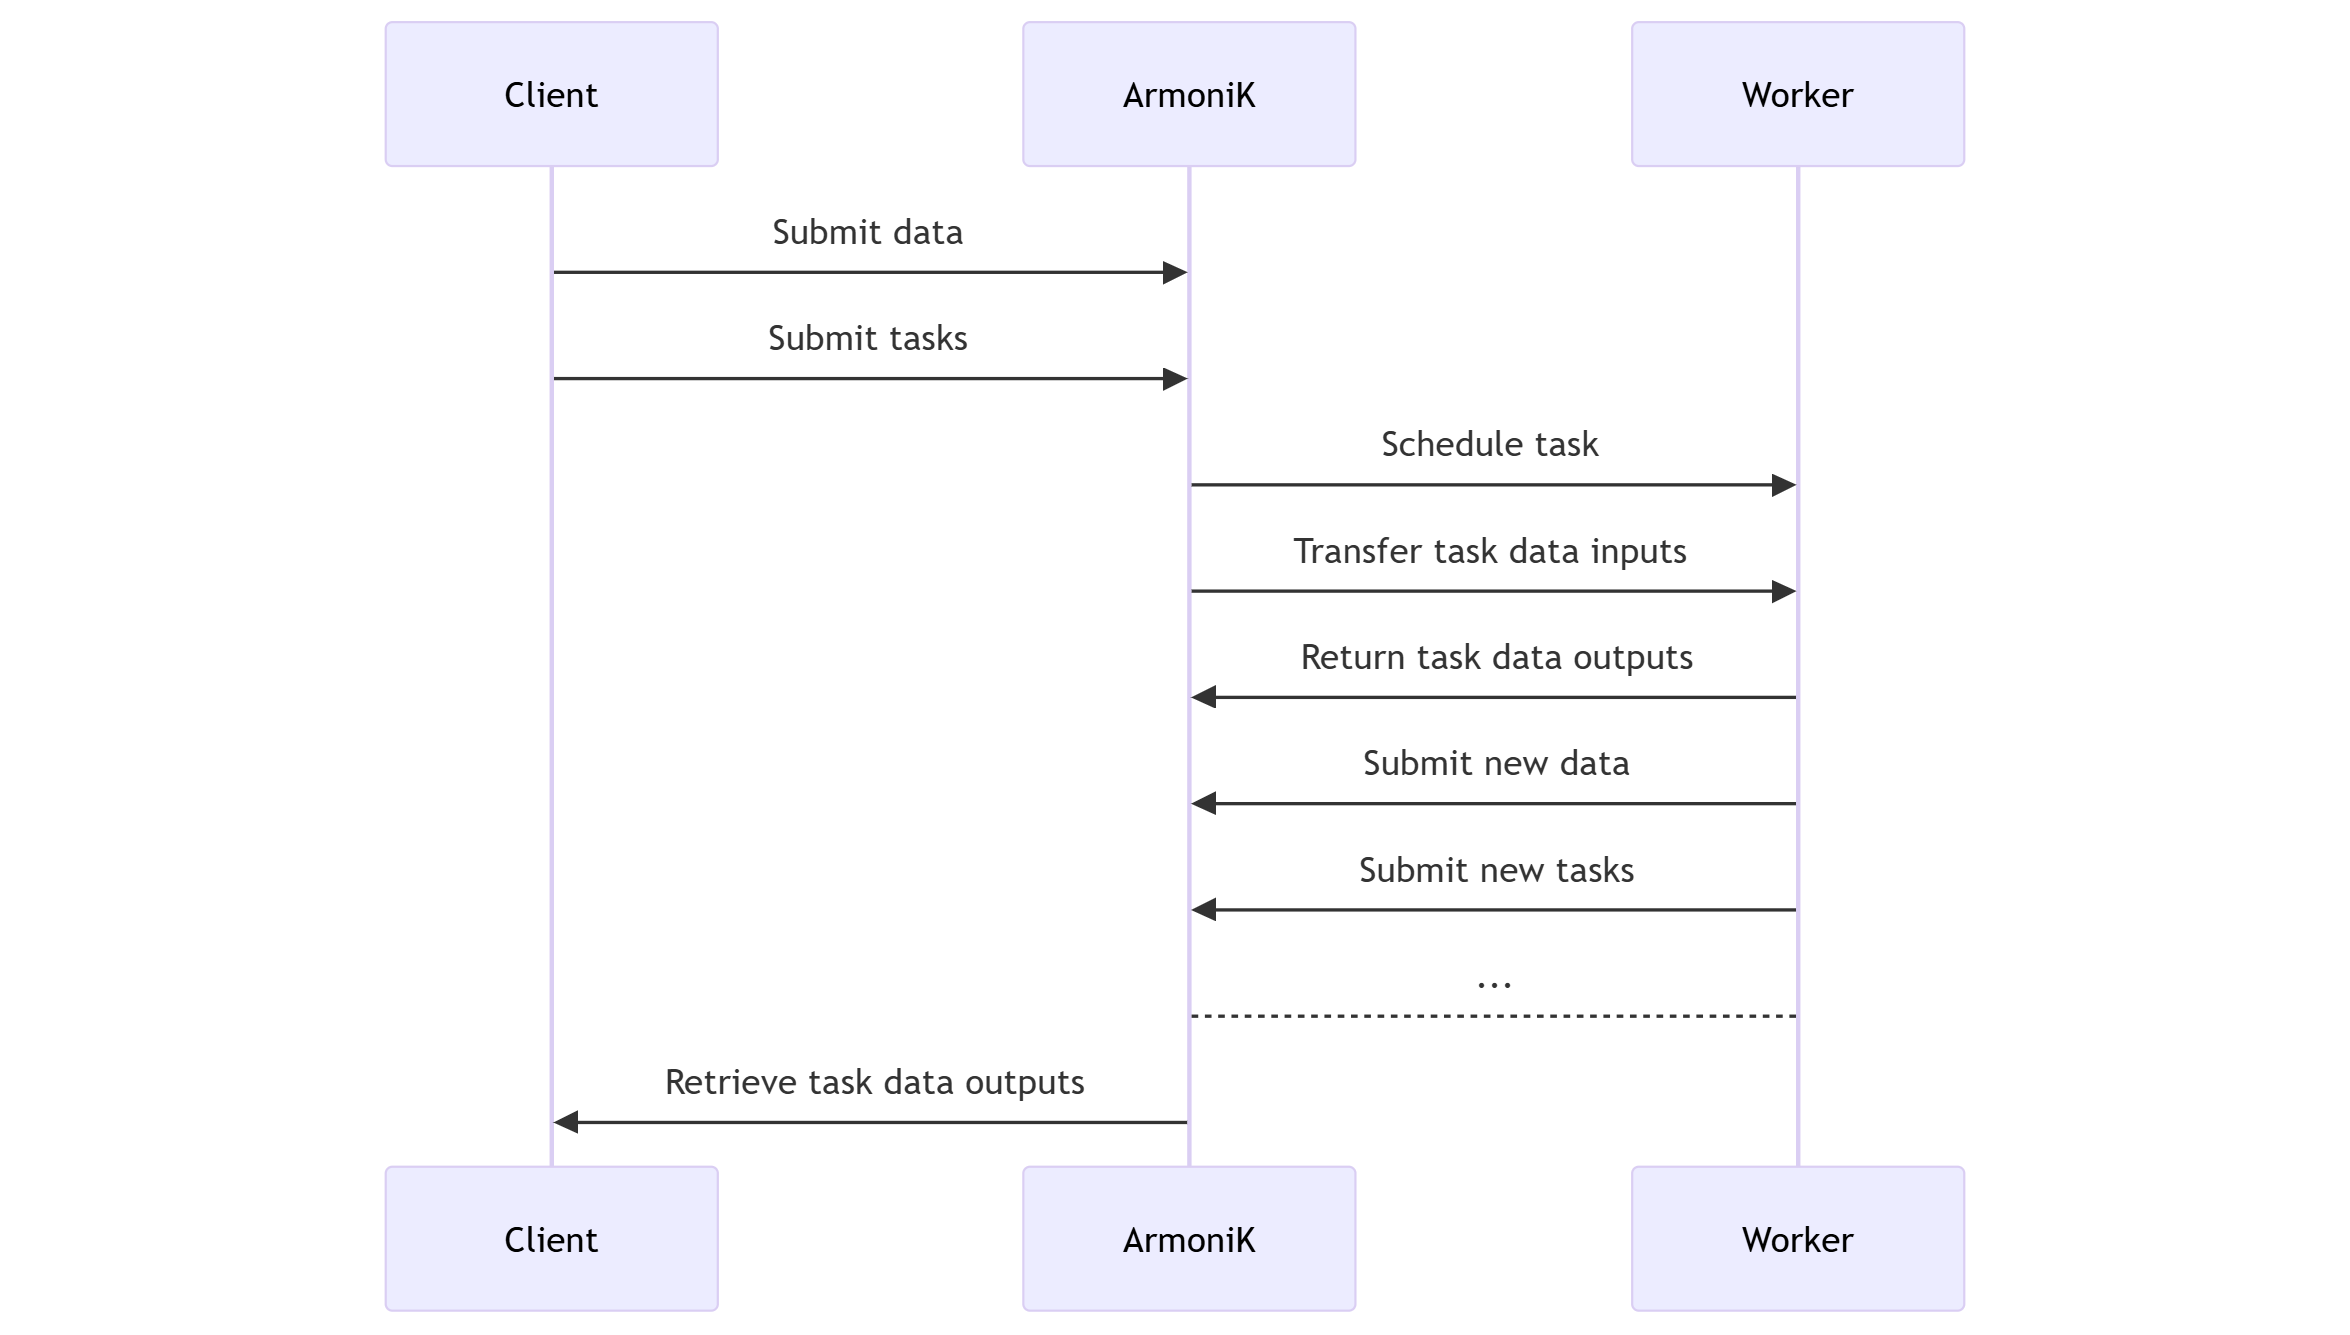 Client
ArmoniK
Worker
Submit data
Submit tasks
Schedule task
Transfer task data inputs
Return task data outputs
Submit new data
Submit new tasks
...
Retrieve task data outputs
Client
ArmoniK
Worker